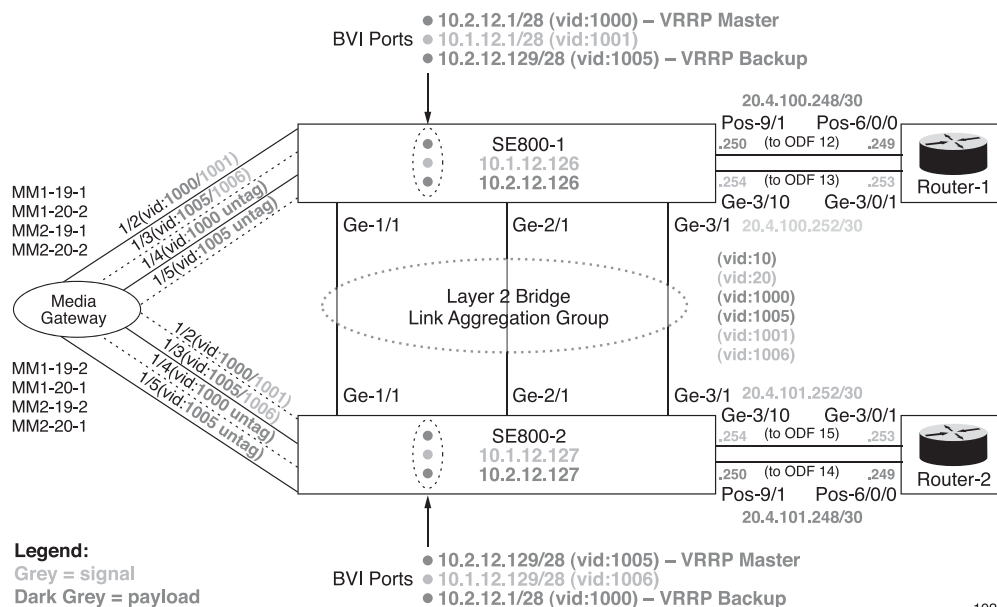 10.2.12.1/28 (vid:1000) – VRRP Master
BVI Ports
10.1.12.1/28 (vid:1001)
10.2.12.129/28 (vid:1005) – VRRP Backup
20.4.100.248/30
Pos-9/1
Pos-6/0/0
SE800-1
10.1.12.126
10.2.12.126
.250
(to ODF 12)
.249
.254
(to ODF 13)
.253
Router-1
Ge-3/10
Ge-3/0/1
20.4.100.252/30
MM1-19-1
MM1-20-2
MM2-19-1
MM2-20-2
1/2(vid:1000/1001)
1/3(vid:1005/1006)
1/4(vid:1000 untag)
1/5(vid:1005 untag)
Ge-1/1
Ge-2/1
Ge-3/1
(vid:10)
(vid:20)
(vid:1000)
(vid:1005)
(vid:1001)
(vid:1006)
Media
Gateway
Layer 2 Bridge
Link Aggregation Group
MM1-19-2
MM1-20-1
MM2-19-2
MM2-20-1
1/2(vid:1000/1001)
1/3(vid:1005/1006)
1/4(vid:1000 untag)
1/5(vid:1005 untag)
Ge-1/1
Ge-2/1
Ge-3/1
20.4.101.252/30
Ge-3/10
Ge-3/0/1
SE800-2
10.1.12.127
10.2.12.127
.254
(to ODF 15)
.253
.250
(to ODF 14)
.249
Router-2
Pos-9/1
Pos-6/0/0
20.4.101.248/30
Legend:
Grey = signal
Dark Grey = payload
10.2.12.129/28 (vid:1005) – VRRP Master
BVI Ports
10.1.12.129/28 (vid:1006)
10.2.12.1/28 (vid:1000) – VRRP Backup